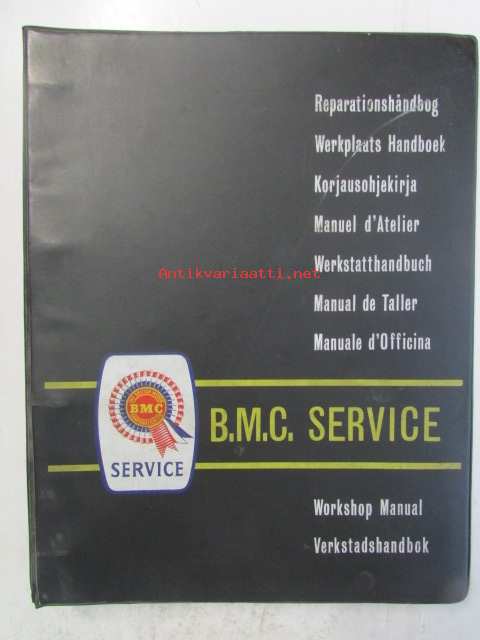 Reparationshåndbog
Werkplaats Handboek
Korjausohjekirja
Manuel d'Atelier
Werkstatthandbuch
Antikvariaatti.net
Manual de Taller
Manuale d'Officina
BMC
SERVICE
B.M.C. SERVICE
Workshop Manual
Verkstadshandbok